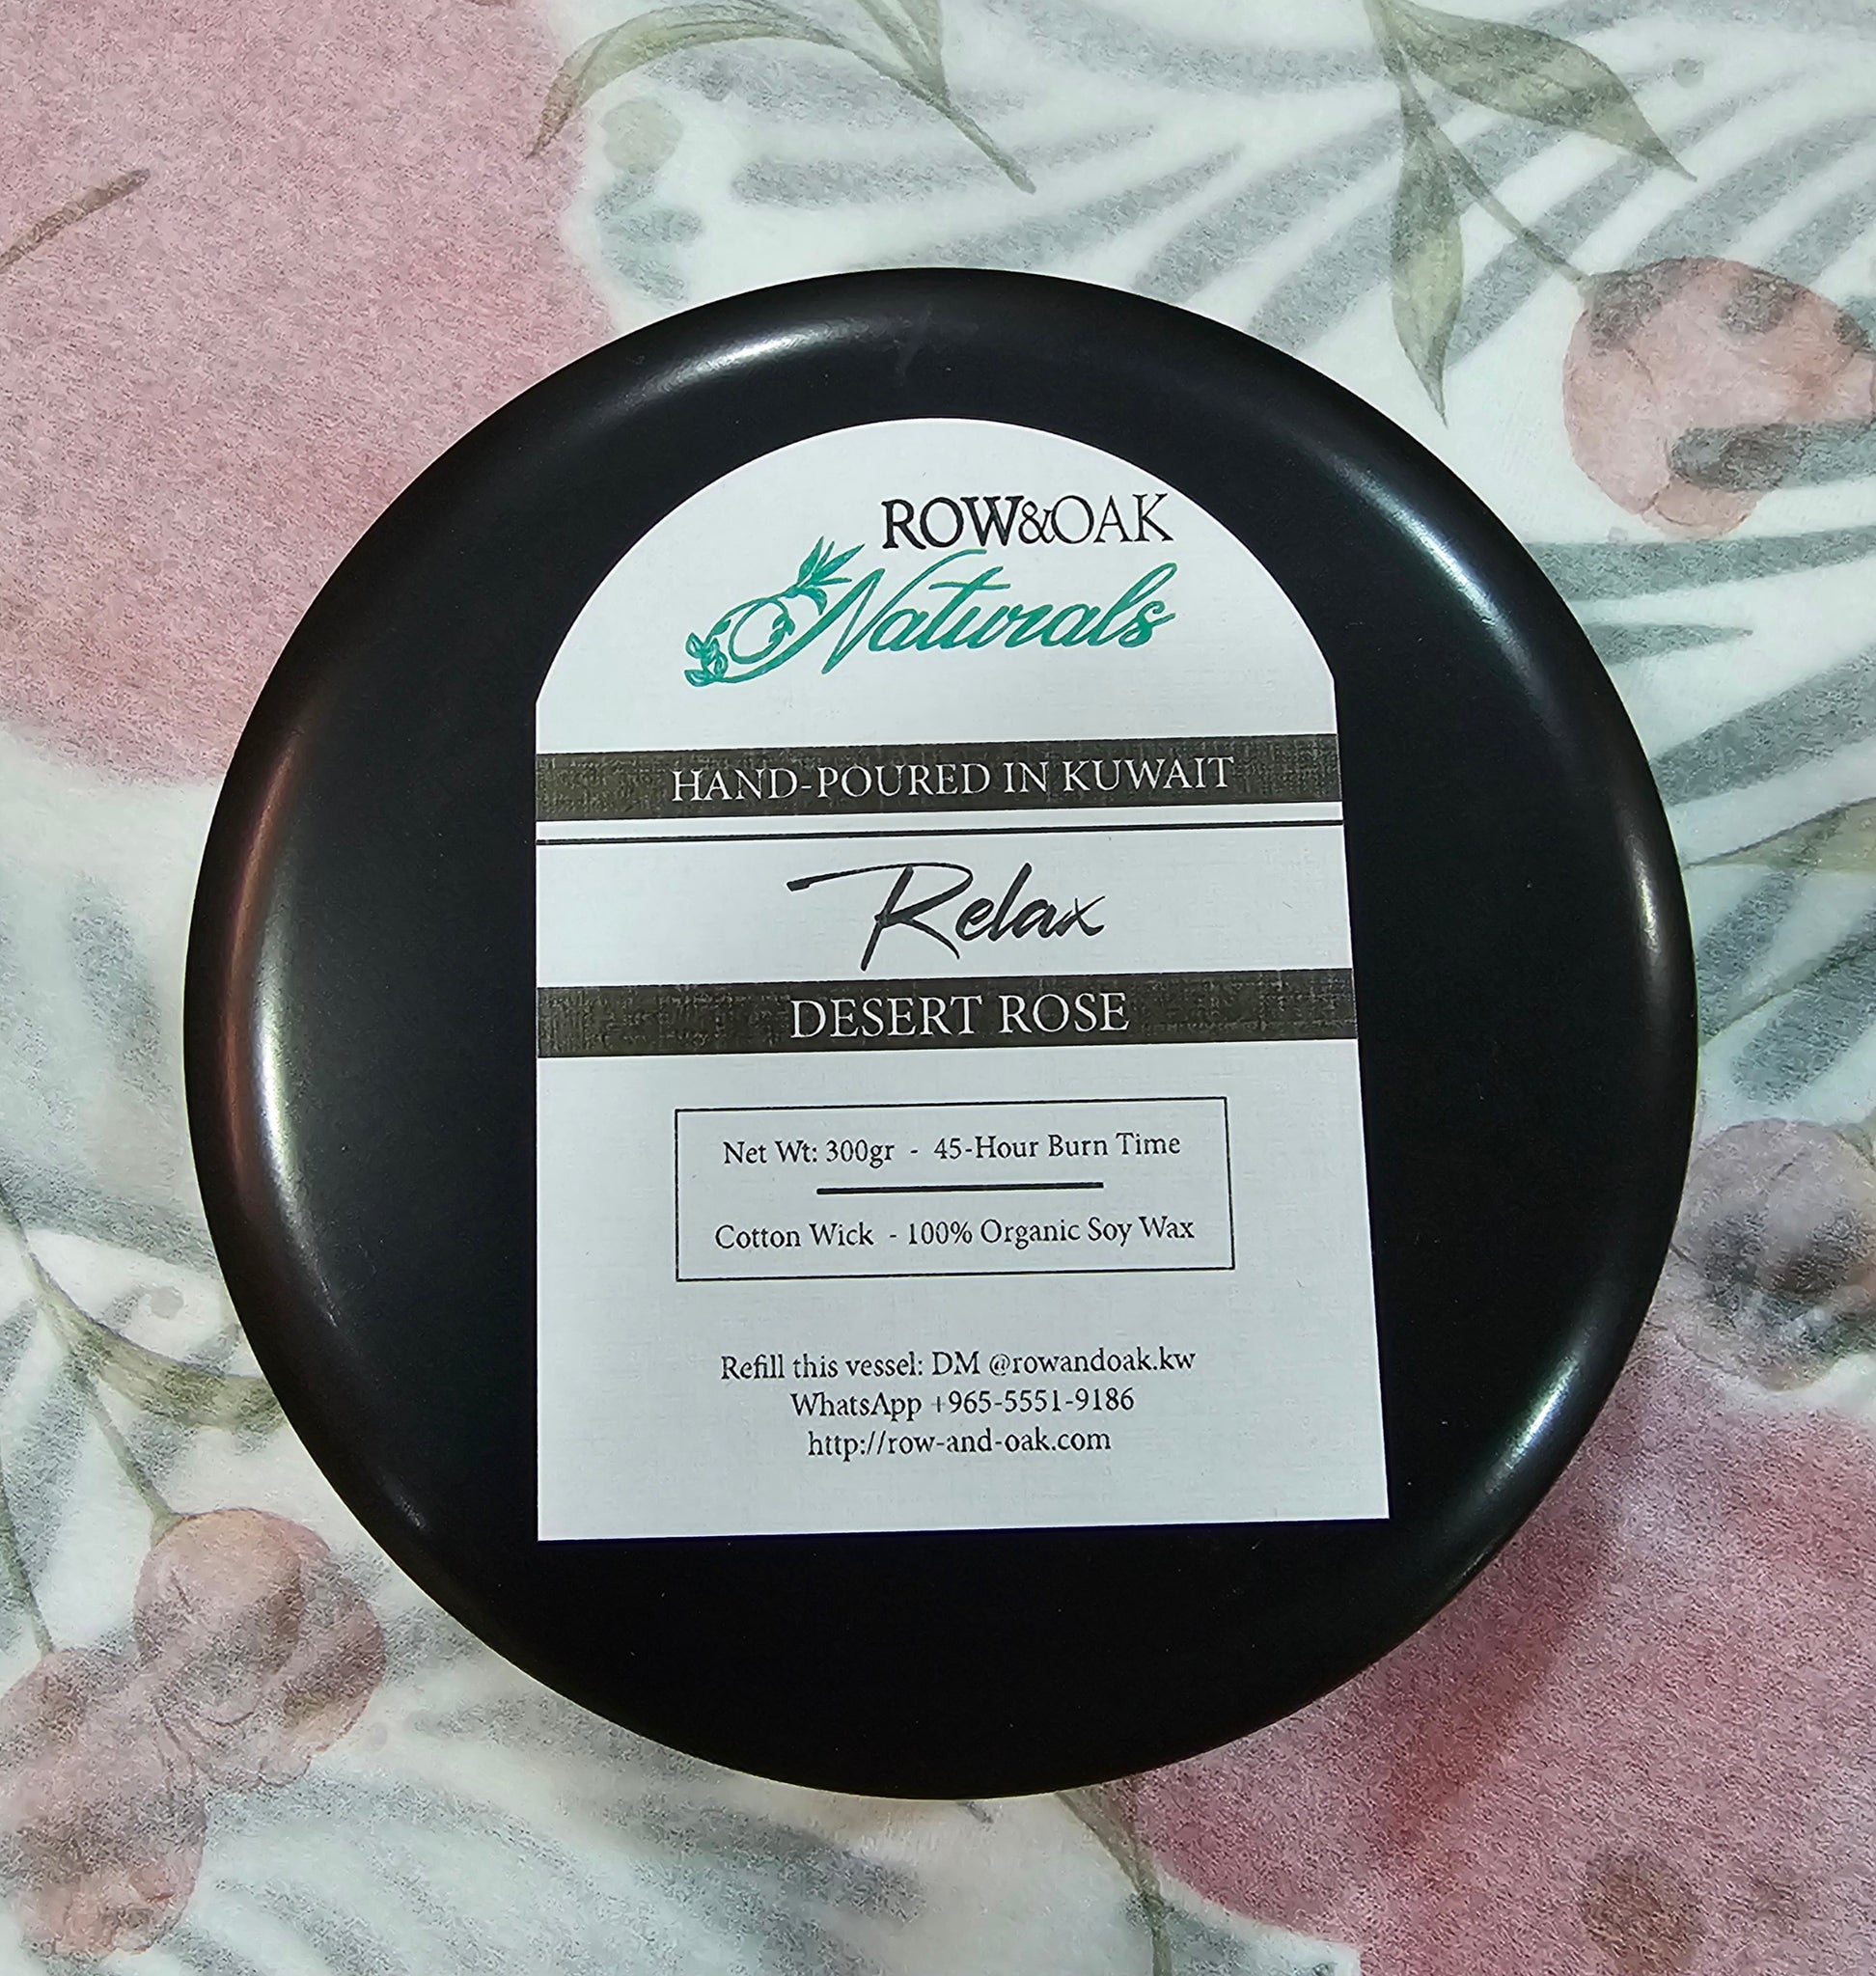 ROW&OAK
Naturals
HAND-POURED IN KUWAIT
Relax
DESERT ROSE
Net Wt: 300gr - 45-Hour Burn Time
Cotton Wick - 100% Organic Soy Wax
Refill this vessel: DM @rowandoak.kw
WhatsApp +965-5551-9186
http://row-and-oak.com